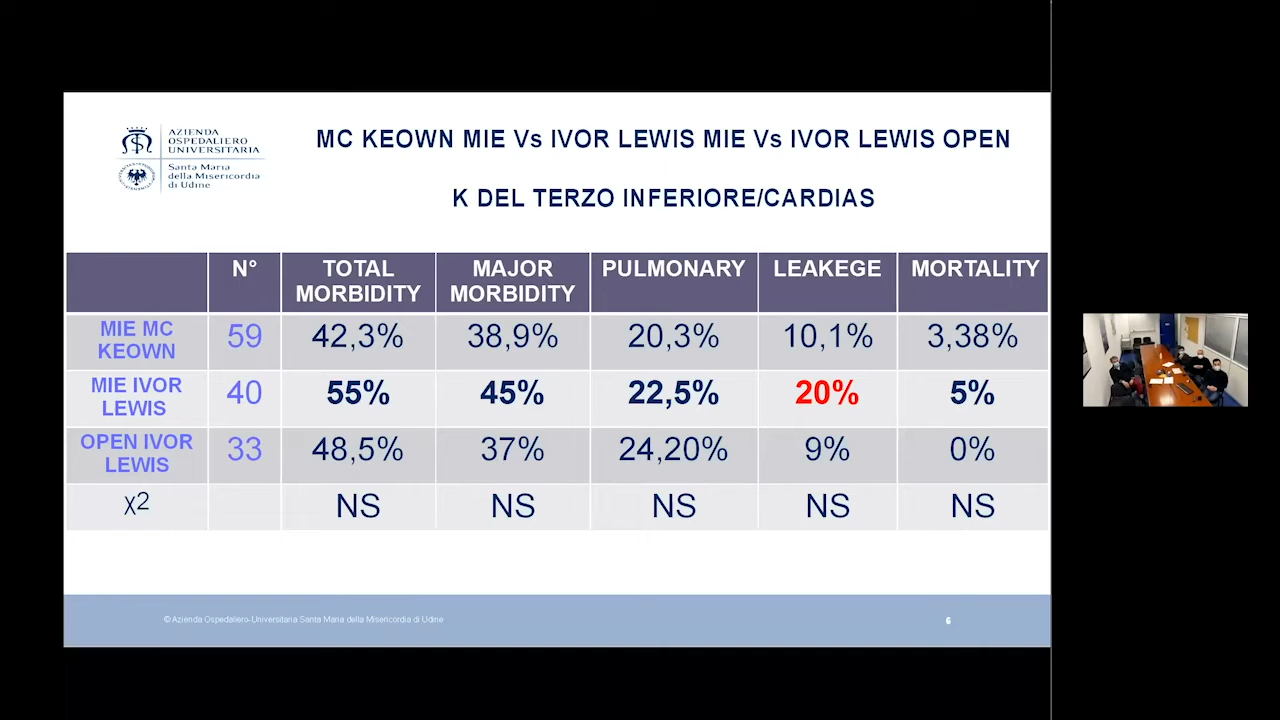 AZIENDA
OSPEDALIERO
UNIVERSITARIA
Santa Maria
della Misericordia
di Udine
MC KEOWN MIE Vs IVOR LEWIS MIE Vs IVOR LEWIS OPEN
K DEL TERZO INFERIORE/CARDIAS
N° TOTAL MORBIDITY MAJOR MORBIDITY PULMONARY LEAKEGE MORTALITY
MIE MC KEOWN 59 42,3% 38,9% 20,3% 10,1% 3,38%
MIE IVOR LEWIS 40 55% 45% 22,5% 20% 5%
OPEN IVOR LEWIS 33 48,5% 37% 24,20% 9% 0%
χ2 NS NS NS NS NS
© Azienda Ospedaliero-Universitaria Santa Maria della Misericordia di Udine
6